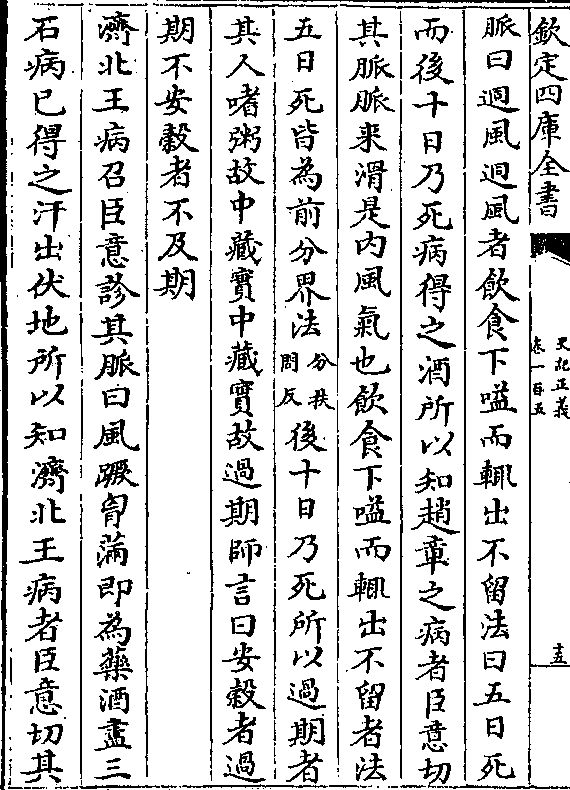 欽定四庫全書
史記正義
卷一百五
十五
脈曰迵風迵風者飲食下嗌而輒出不留法曰五日死
而後十日乃死病得之酒所以知趙章之病者臣意切
其脈脈来滑是内風氣也飲食下嗌而輒出不留者法
五日死皆為前分界法分扶問反後十日乃死所以過期者
其人嗜粥故中藏實中藏實故過期師言曰安穀者過
期不安穀者不及期
濟北王病召臣意診其脈曰風蹶胷滿即為藥酒盡三
石病已得之汗出伏地所以知濟北王病者臣意切其